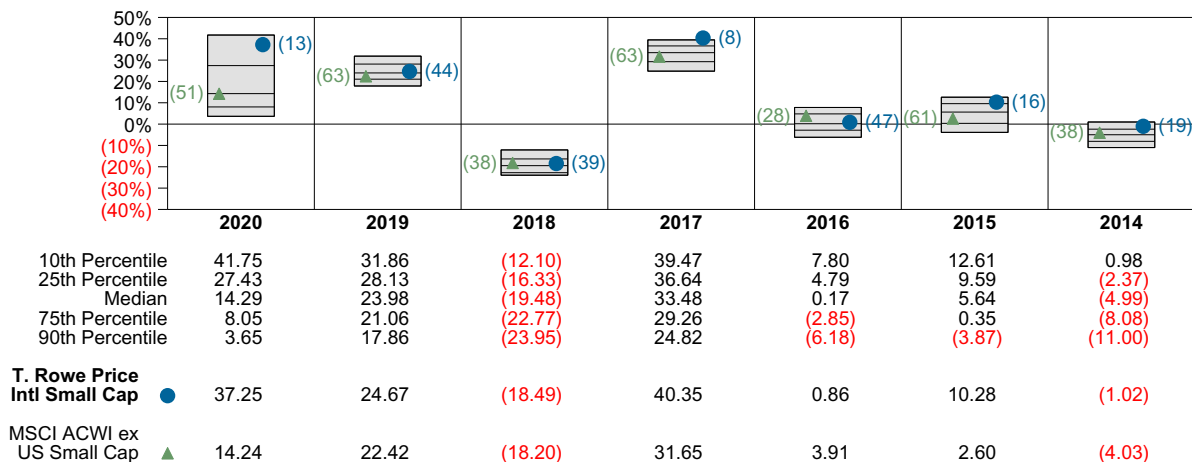 50%
40%
30%
20%
10%
0%
(10%)
(20%)
(30%)
(40%)
(51) (13)
(63) (44)
(38) (39)
(63) (8)
(28) (47)
(61) (16)
(38) (19)
2020 2019 2018 2017 2016 2015 2014
10th Percentile 41.75 31.86 (12.10) 39.47 7.80 12.61 0.98
25th Percentile 27.43 28.13 (16.33) 36.64 4.79 9.59 (2.37)
Median 14.29 23.98 (19.48) 33.48 0.17 5.64 (4.99)
75th Percentile 8.05 21.06 (22.77) 29.26 (2.85) 0.35 (8.08)
90th Percentile 3.65 17.86 (23.95) 24.82 (6.18) (3.87) (11.00)
T. Rowe Price
Intl Small Cap 37.25 24.67 (18.49) 40.35 0.86 10.28 (1.02)
MSCI ACWI ex
US Small Cap 14.24 22.42 (18.20) 31.65 3.91 2.60 (4.03)